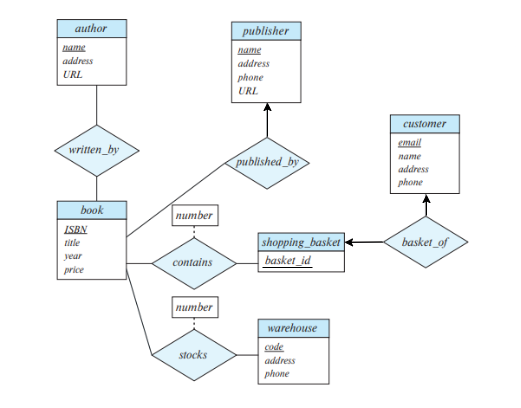 author
name
address
URL
publisher
name
address
phone
URL
customer
email
name
address
phone
written_by
published_by
book
ISBN
title
year
price
number
contains
shopping_basket
basket_id
basket_of
number
stocks
warehouse
code
address
phone